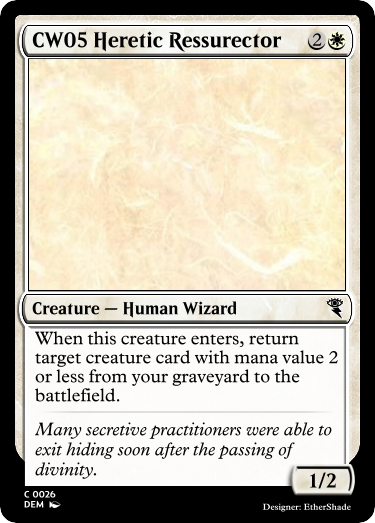 CW05 Heretic Ressurector 2
Creature — Human Wizard
When this creature enters, return
target creature card with mana value 2
or less from your graveyard to the
battlefield.
Many secretive practitioners were able to
exit hiding soon after the passing of
divinity.
1/2
C 0026
DEM
Designer: EtherShade